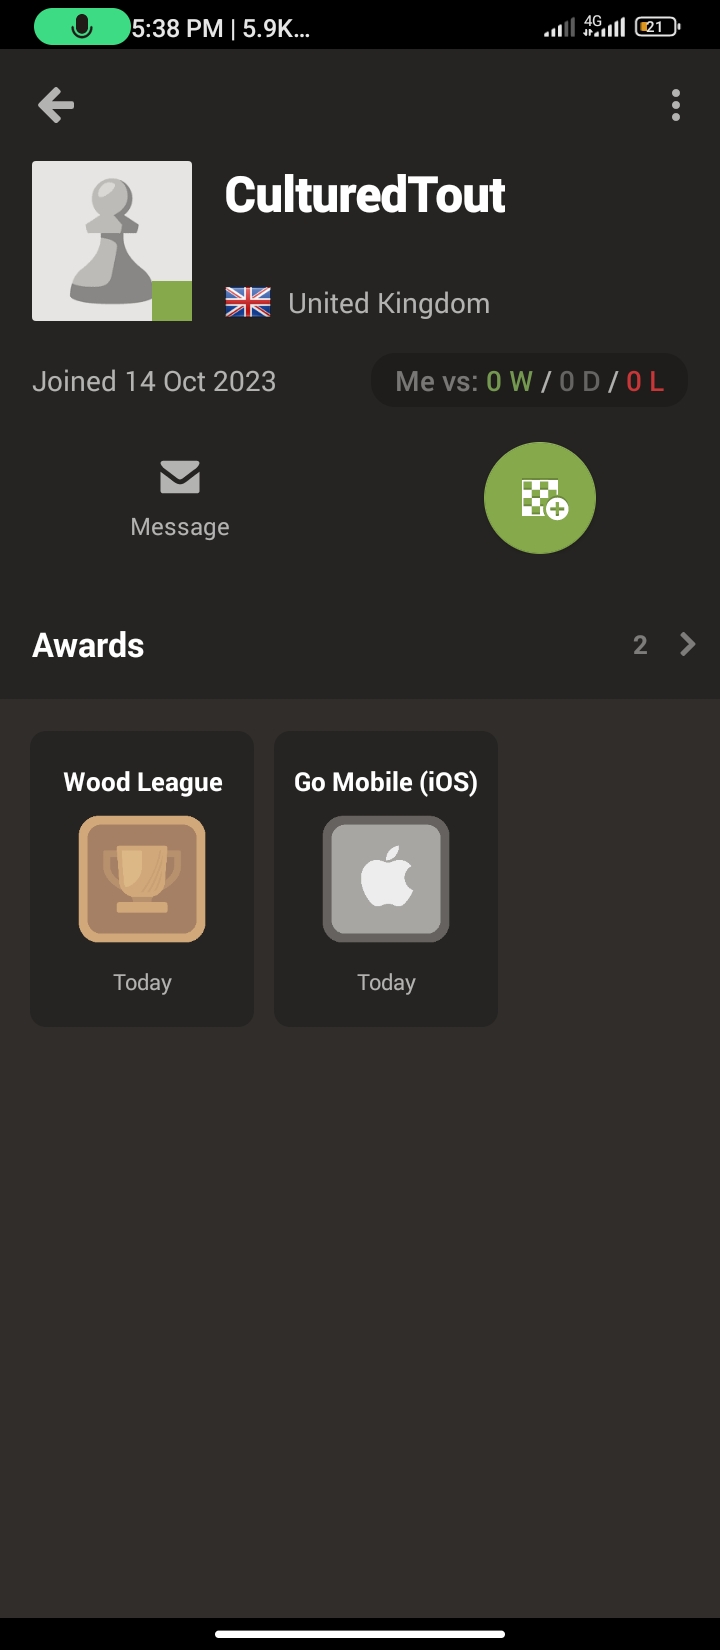 5:38 PM | 5.9K...
4G
21
CulturedTout
United Kingdom
Joined 14 Oct 2023
Me vs: 0 W / 0 D / 0 L
Message
Awards
2
Wood League
Go Mobile (iOS)
Today
Today